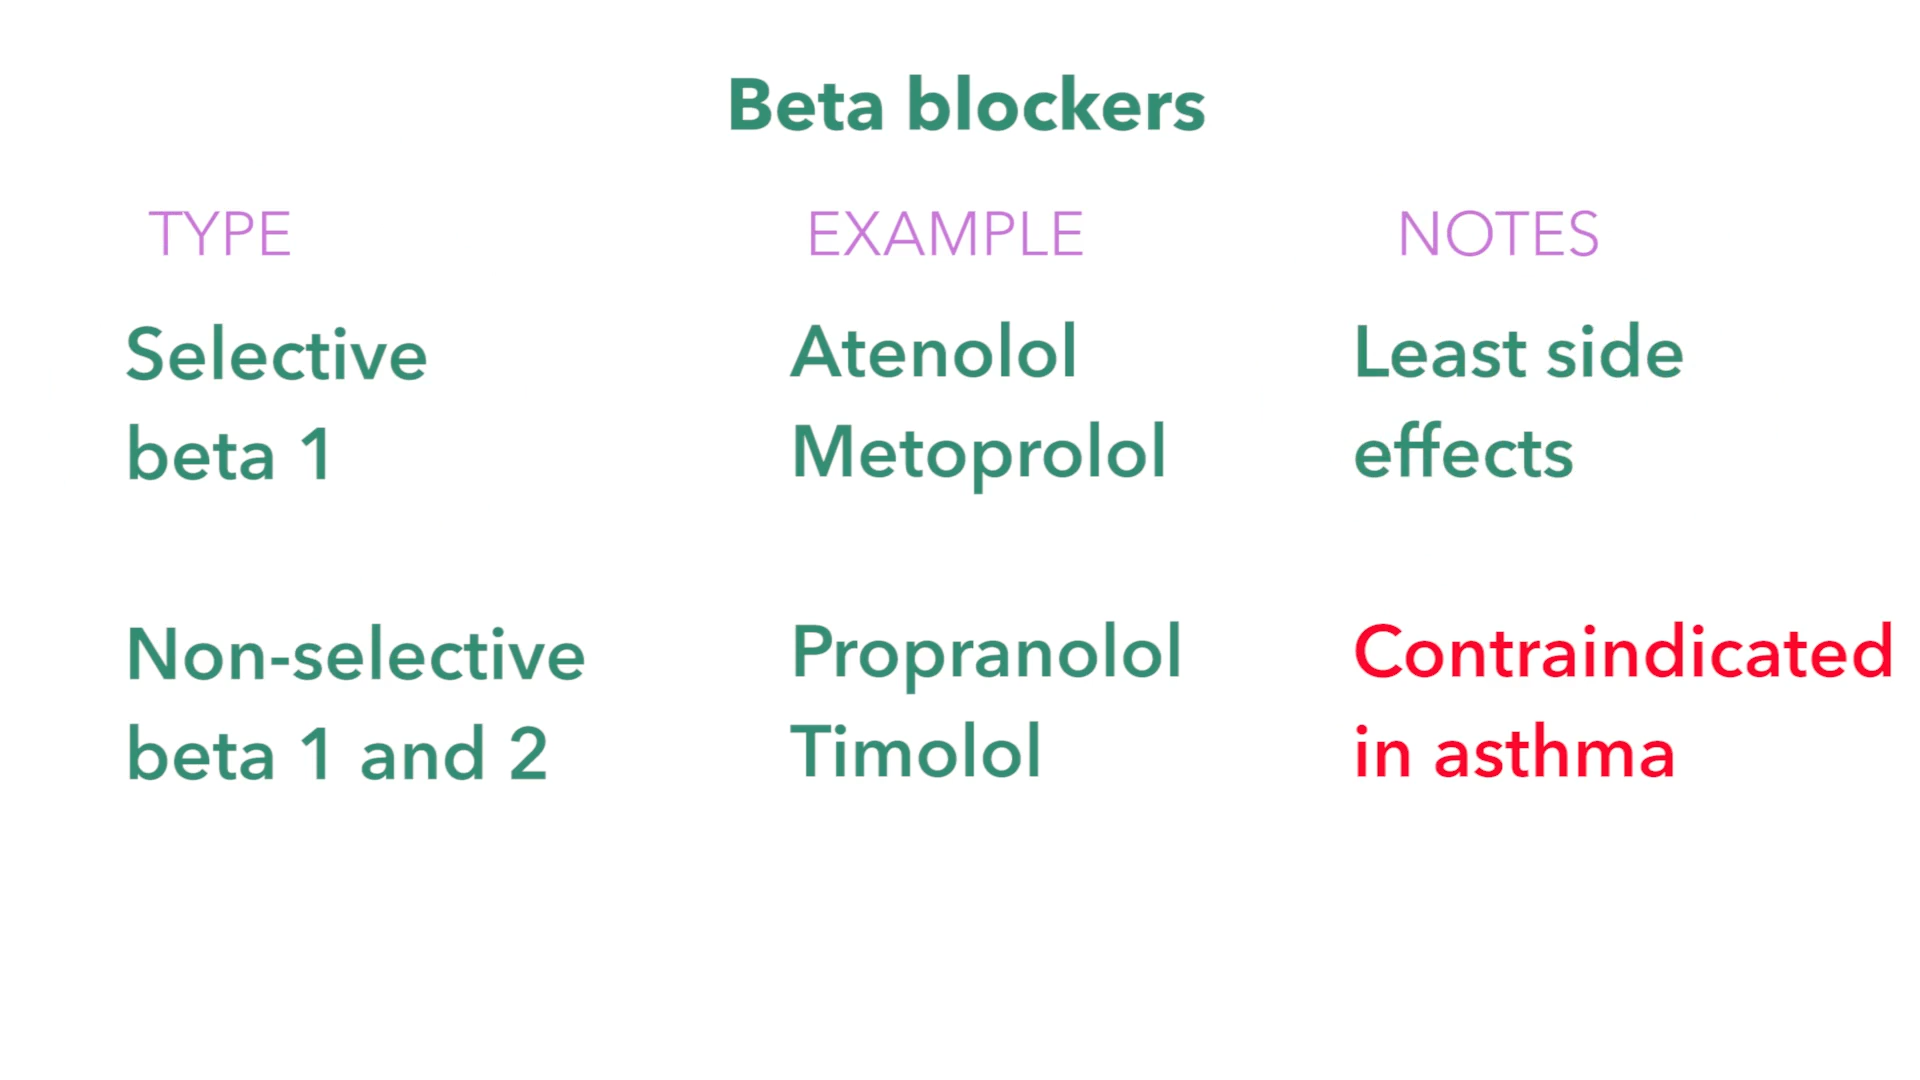 Beta blockers
TYPE EXAMPLE NOTES
Selective Atenolol Least side
beta 1 Metoprolol effects
Non-selective Propranolol Contraindicated
beta 1 and 2 Timolol in asthma